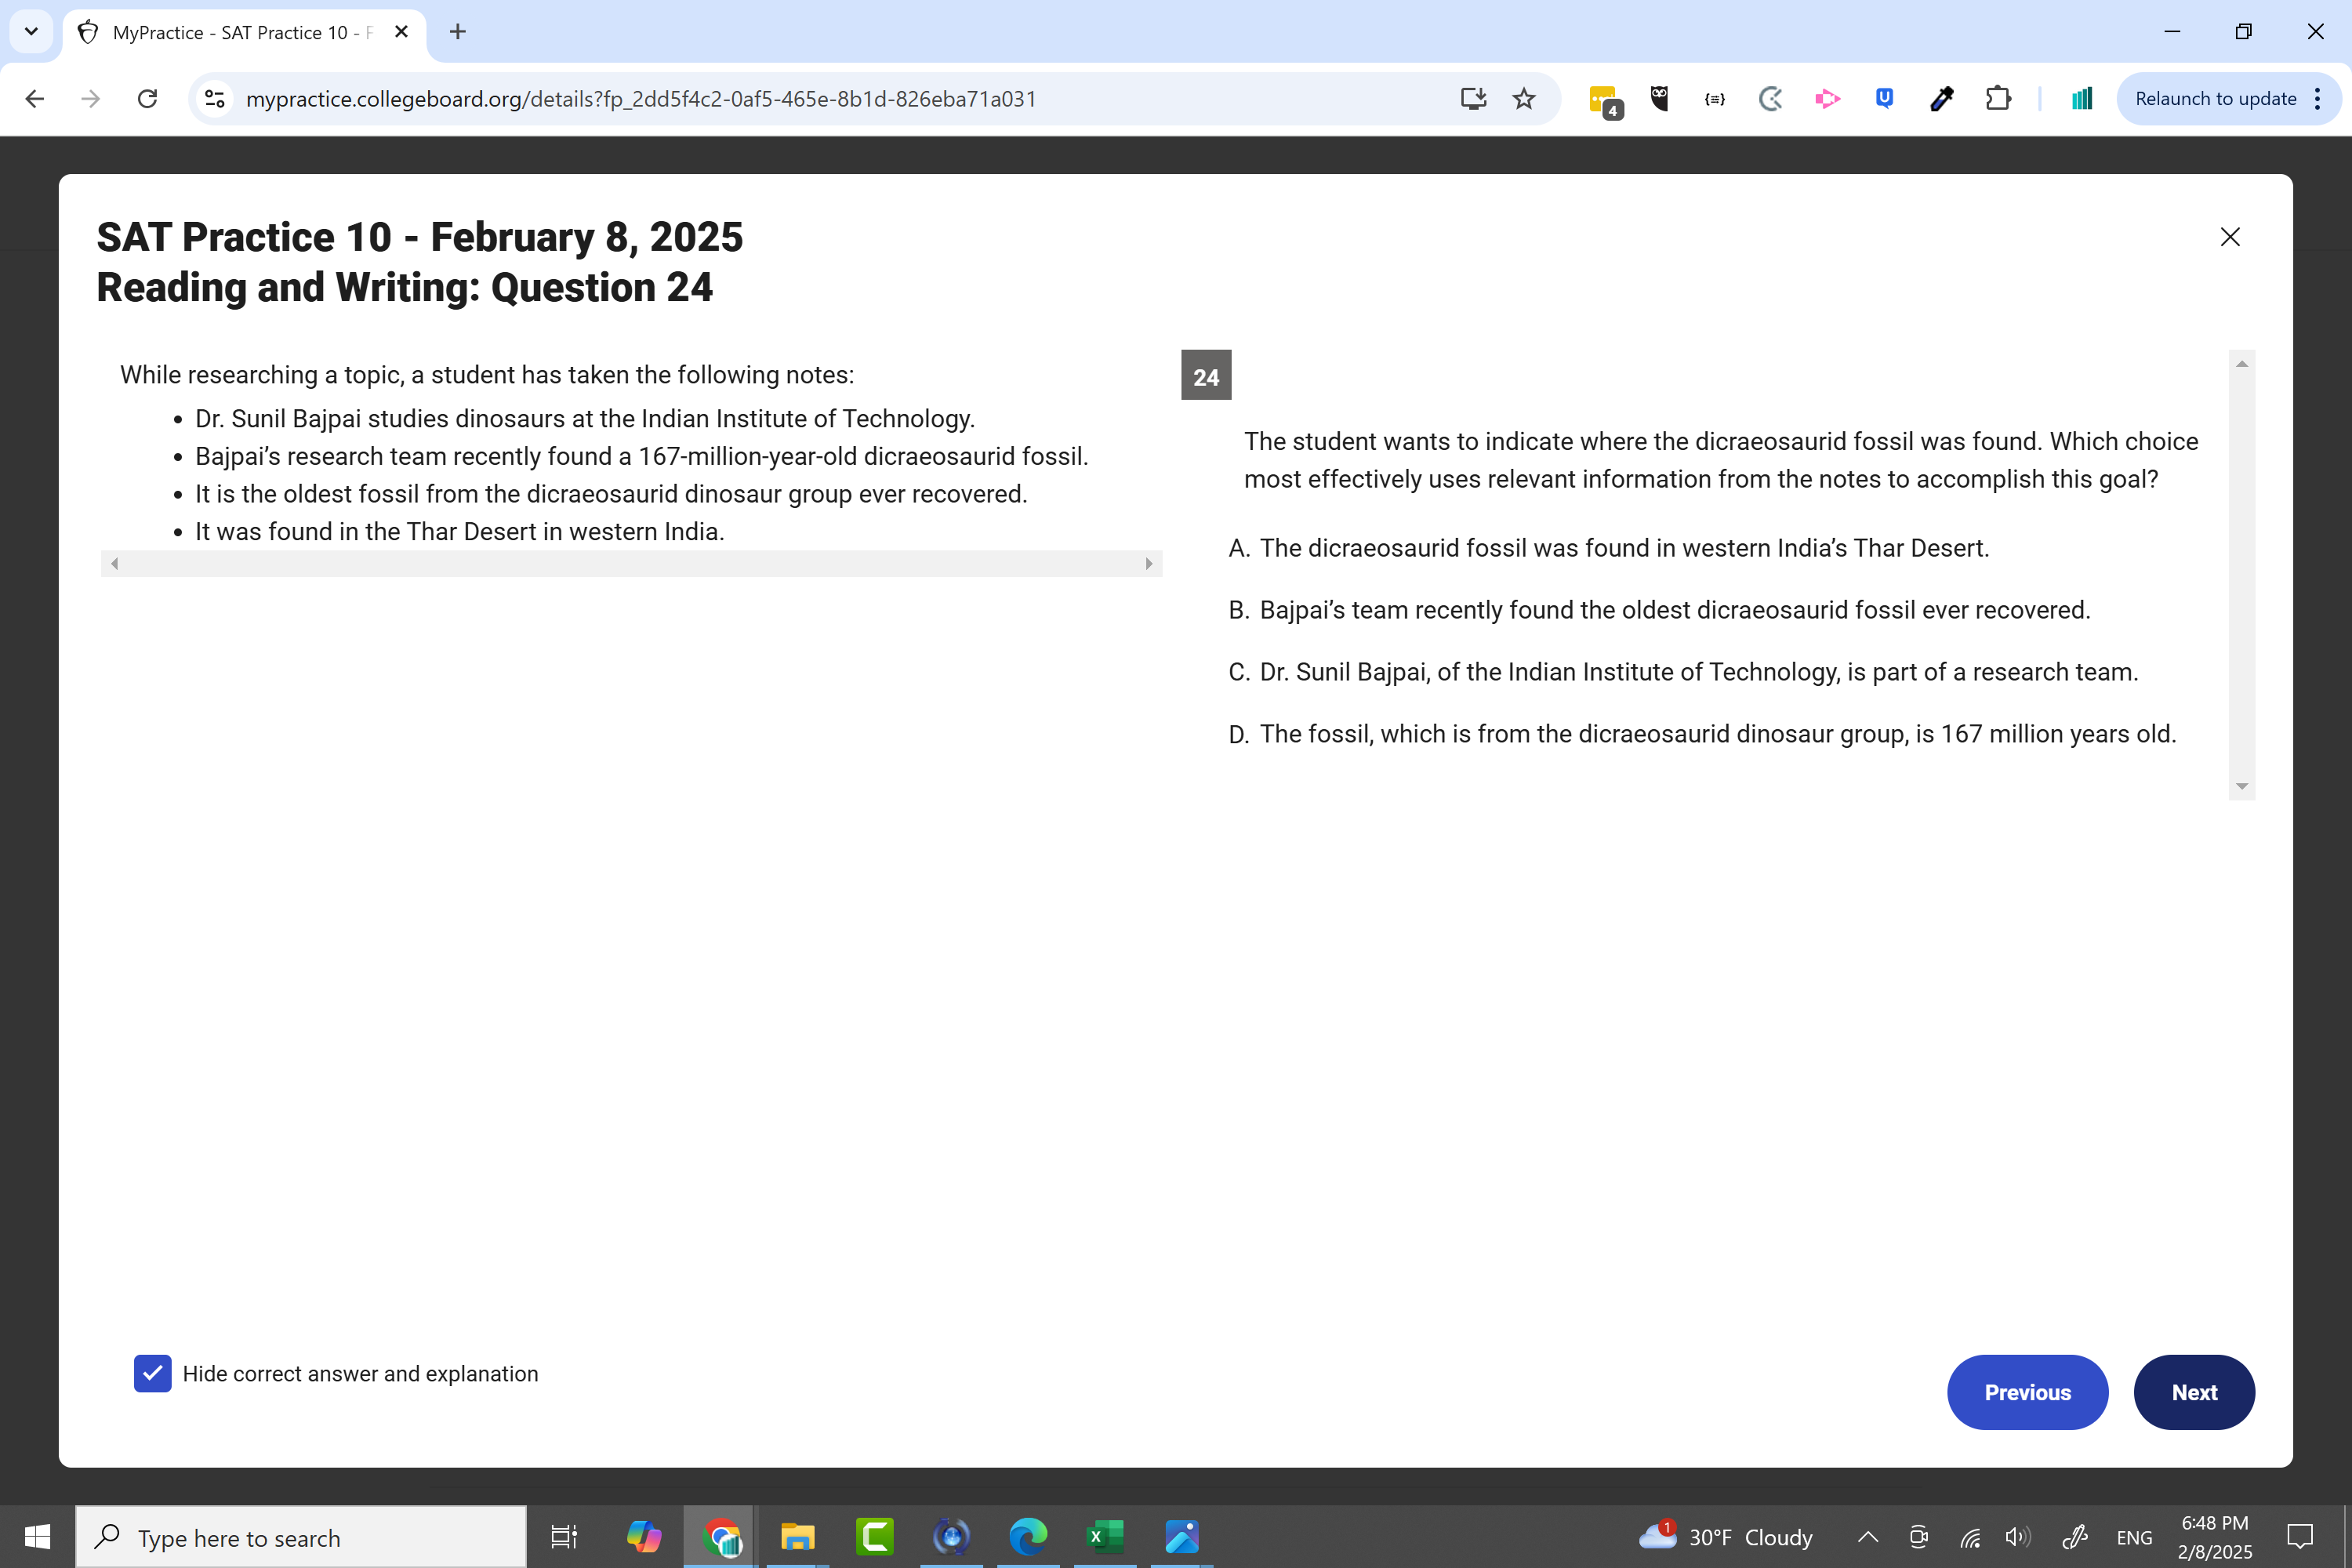 MyPractice - SAT Practice 10 - F
mypractice.collegeboard.org/details?fp_2dd5f4c2-0af5-465e-8b1d-826eba71a031
4
Relaunch to update
SAT Practice 10 - February 8, 2025
Reading and Writing: Question 24
While researching a topic, a student has taken the following notes:
• Dr. Sunil Bajpai studies dinosaurs at the Indian Institute of Technology.
• Bajpai’s research team recently found a 167-million-year-old dicraeosaurid fossil.
• It is the oldest fossil from the dicraeosaurid dinosaur group ever recovered.
• It was found in the Thar Desert in western India.
24
The student wants to indicate where the dicraeosaurid fossil was found. Which choice
most effectively uses relevant information from the notes to accomplish this goal?
A. The dicraeosaurid fossil was found in western India’s Thar Desert.
B. Bajpai’s team recently found the oldest dicraeosaurid fossil ever recovered.
C. Dr. Sunil Bajpai, of the Indian Institute of Technology, is part of a research team.
D. The fossil, which is from the dicraeosaurid dinosaur group, is 167 million years old.
Hide correct answer and explanation
Previous
Next
Type here to search
1
30°F Cloudy
ENG
6:48 PM
2/8/2025